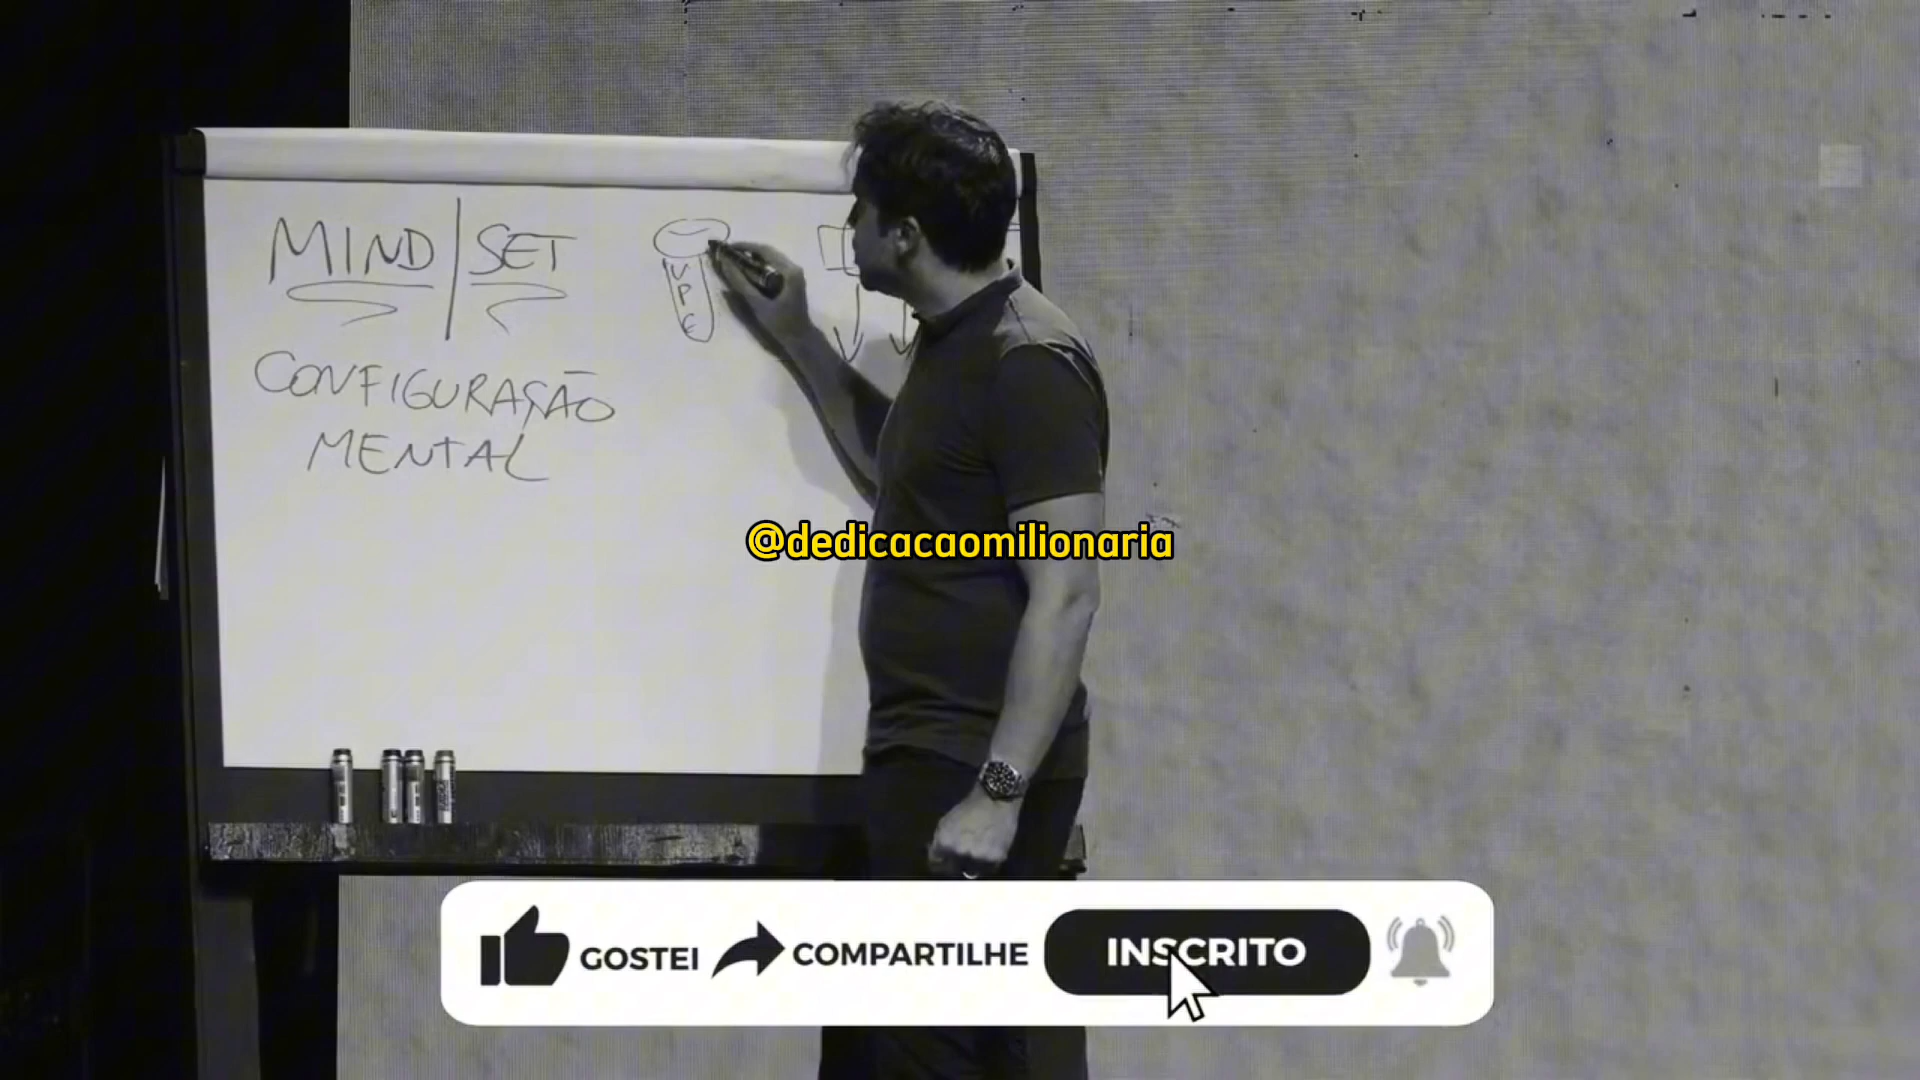 MIND|SET
CONFIGURAÇÃO
MENTAL
V
P
E
@dedicacaomilionaria
GOSTEI
COMPARTILHE
INSCRITO